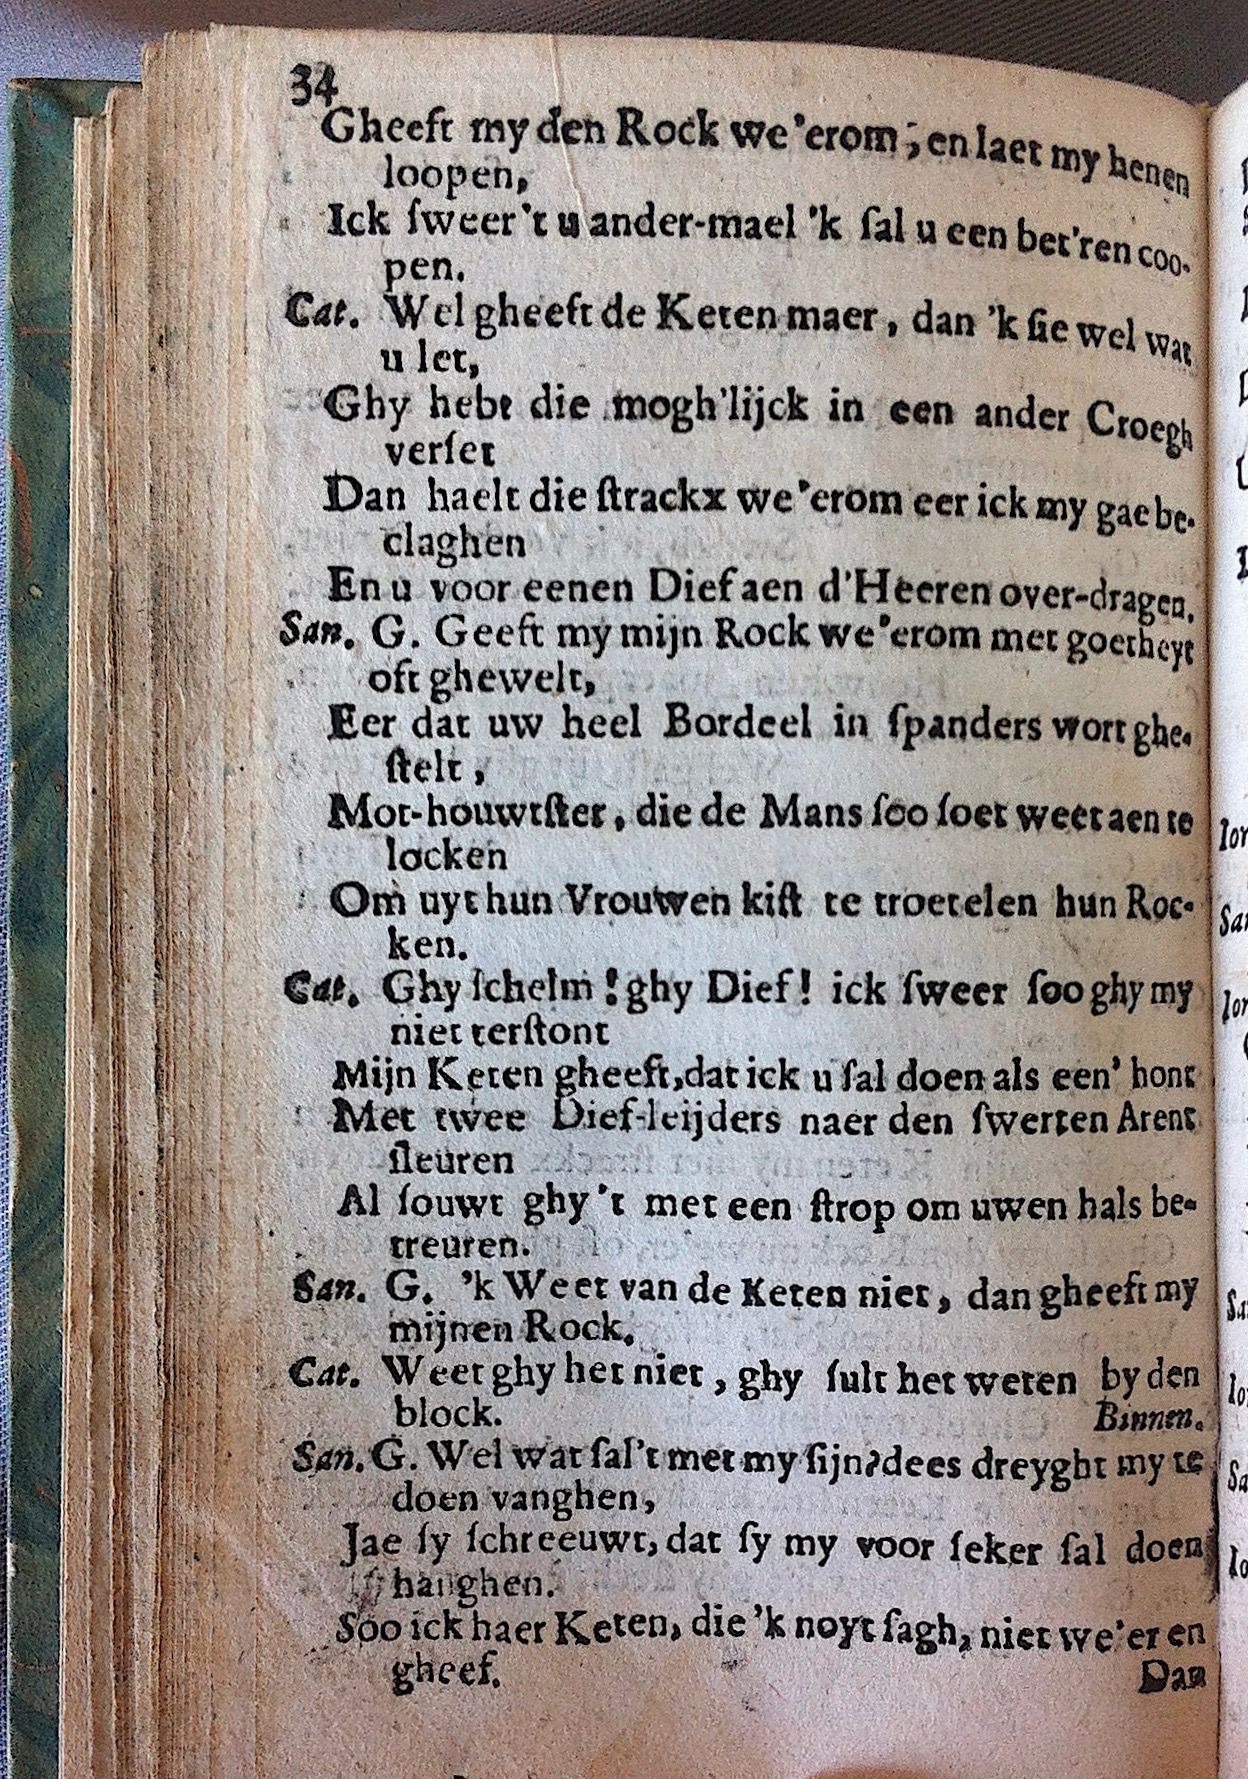 34
Gheeft my den Rock we'erom; en laet my henen
loopen,
Ick ſweer't u ander-mael 'k ſal u een bet'ren coo-
pen.
Cat. Wel gheeft de Keten maer, dan 'k ſie wel wat
u let,
Ghy hebt die mogh'lijck in een ander Croegh
verſet
Dan haelt die ſtrackx we'erom eer ick my gae be-
claghen
En u voor eenen Dief aen d'Heeren over-dragen.
San. G. Geeft my mijn Rock we'erom met goetheyt
oft ghewelt,
Eer dat uw heel Bordeel in ſpanders wort ghe-
ſtelt,
Mot-houwtſter, die de Mans ſoo ſoet weet aen te
locken
Om uyt hun Vrouwen kiſt te troetelen hun Roc-
ken.
Cat. Ghy ſchelm! ghy Dief! ick ſweer ſoo ghy my
niet terſtont
Mijn Keten gheeft, dat ick u ſal doen als een' hont
Met twee Dief-leijders naer den ſwerten Arent
ſleuren
Al ſouwt ghy 't met een ſtrop om uwen hals be-
treuren.
San. G. 'k Weet van de Keten niet, dan gheeft my
mijnen Rock.
Cat. Weet ghy het niet, ghy ſult het weten by den
block. Binnen.
San. G. Wel wat ſal't met my ſijn? dees dreyght my te
doen vanghen,
Jae ſy ſchreeuwt, dat ſy my voor ſeker ſal doen
hanghen.
Soo ick haer Keten, die 'k noyt ſagh, niet we'er en
gheef.
Dan